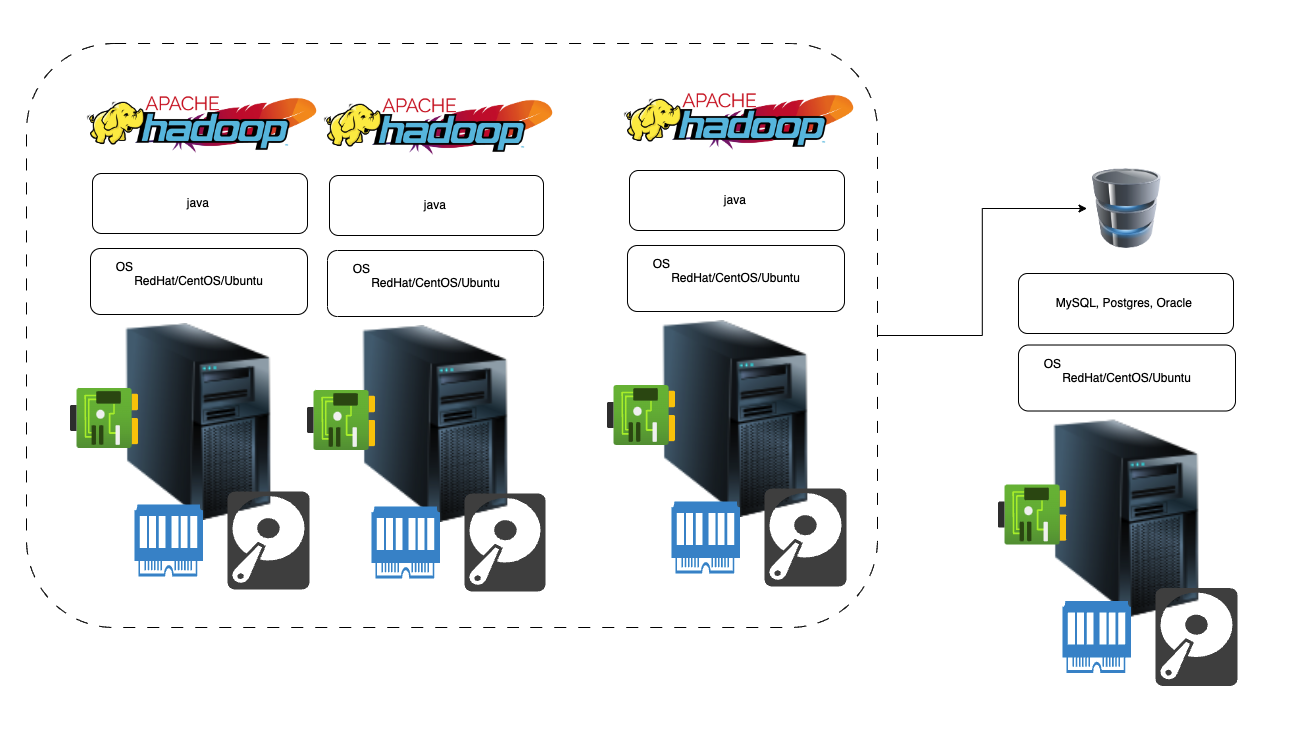 APACHE
hadoop
java
OS
RedHat/CentOS/Ubuntu
APACHE
hadoop
java
OS
RedHat/CentOS/Ubuntu
APACHE
hadoop
java
OS
RedHat/CentOS/Ubuntu
MySQL, Postgres, Oracle
OS
RedHat/CentOS/Ubuntu